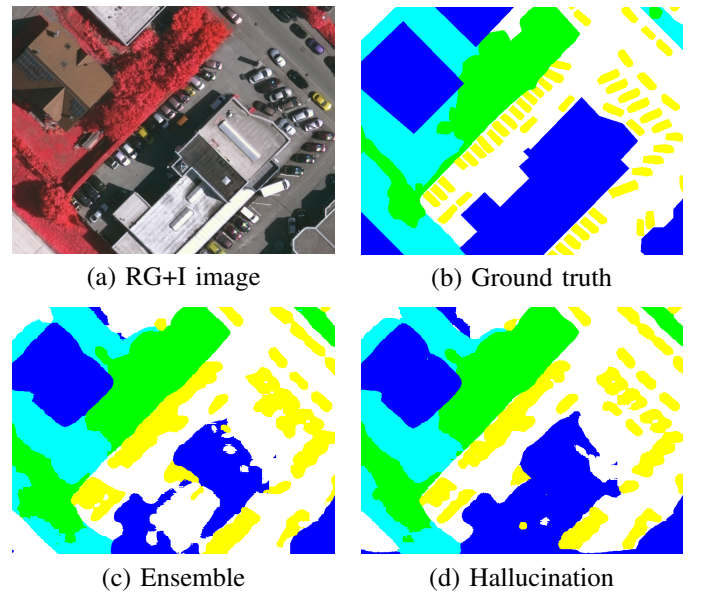 (a) RG+I image
(b) Ground truth
(c) Ensemble
(d) Hallucination